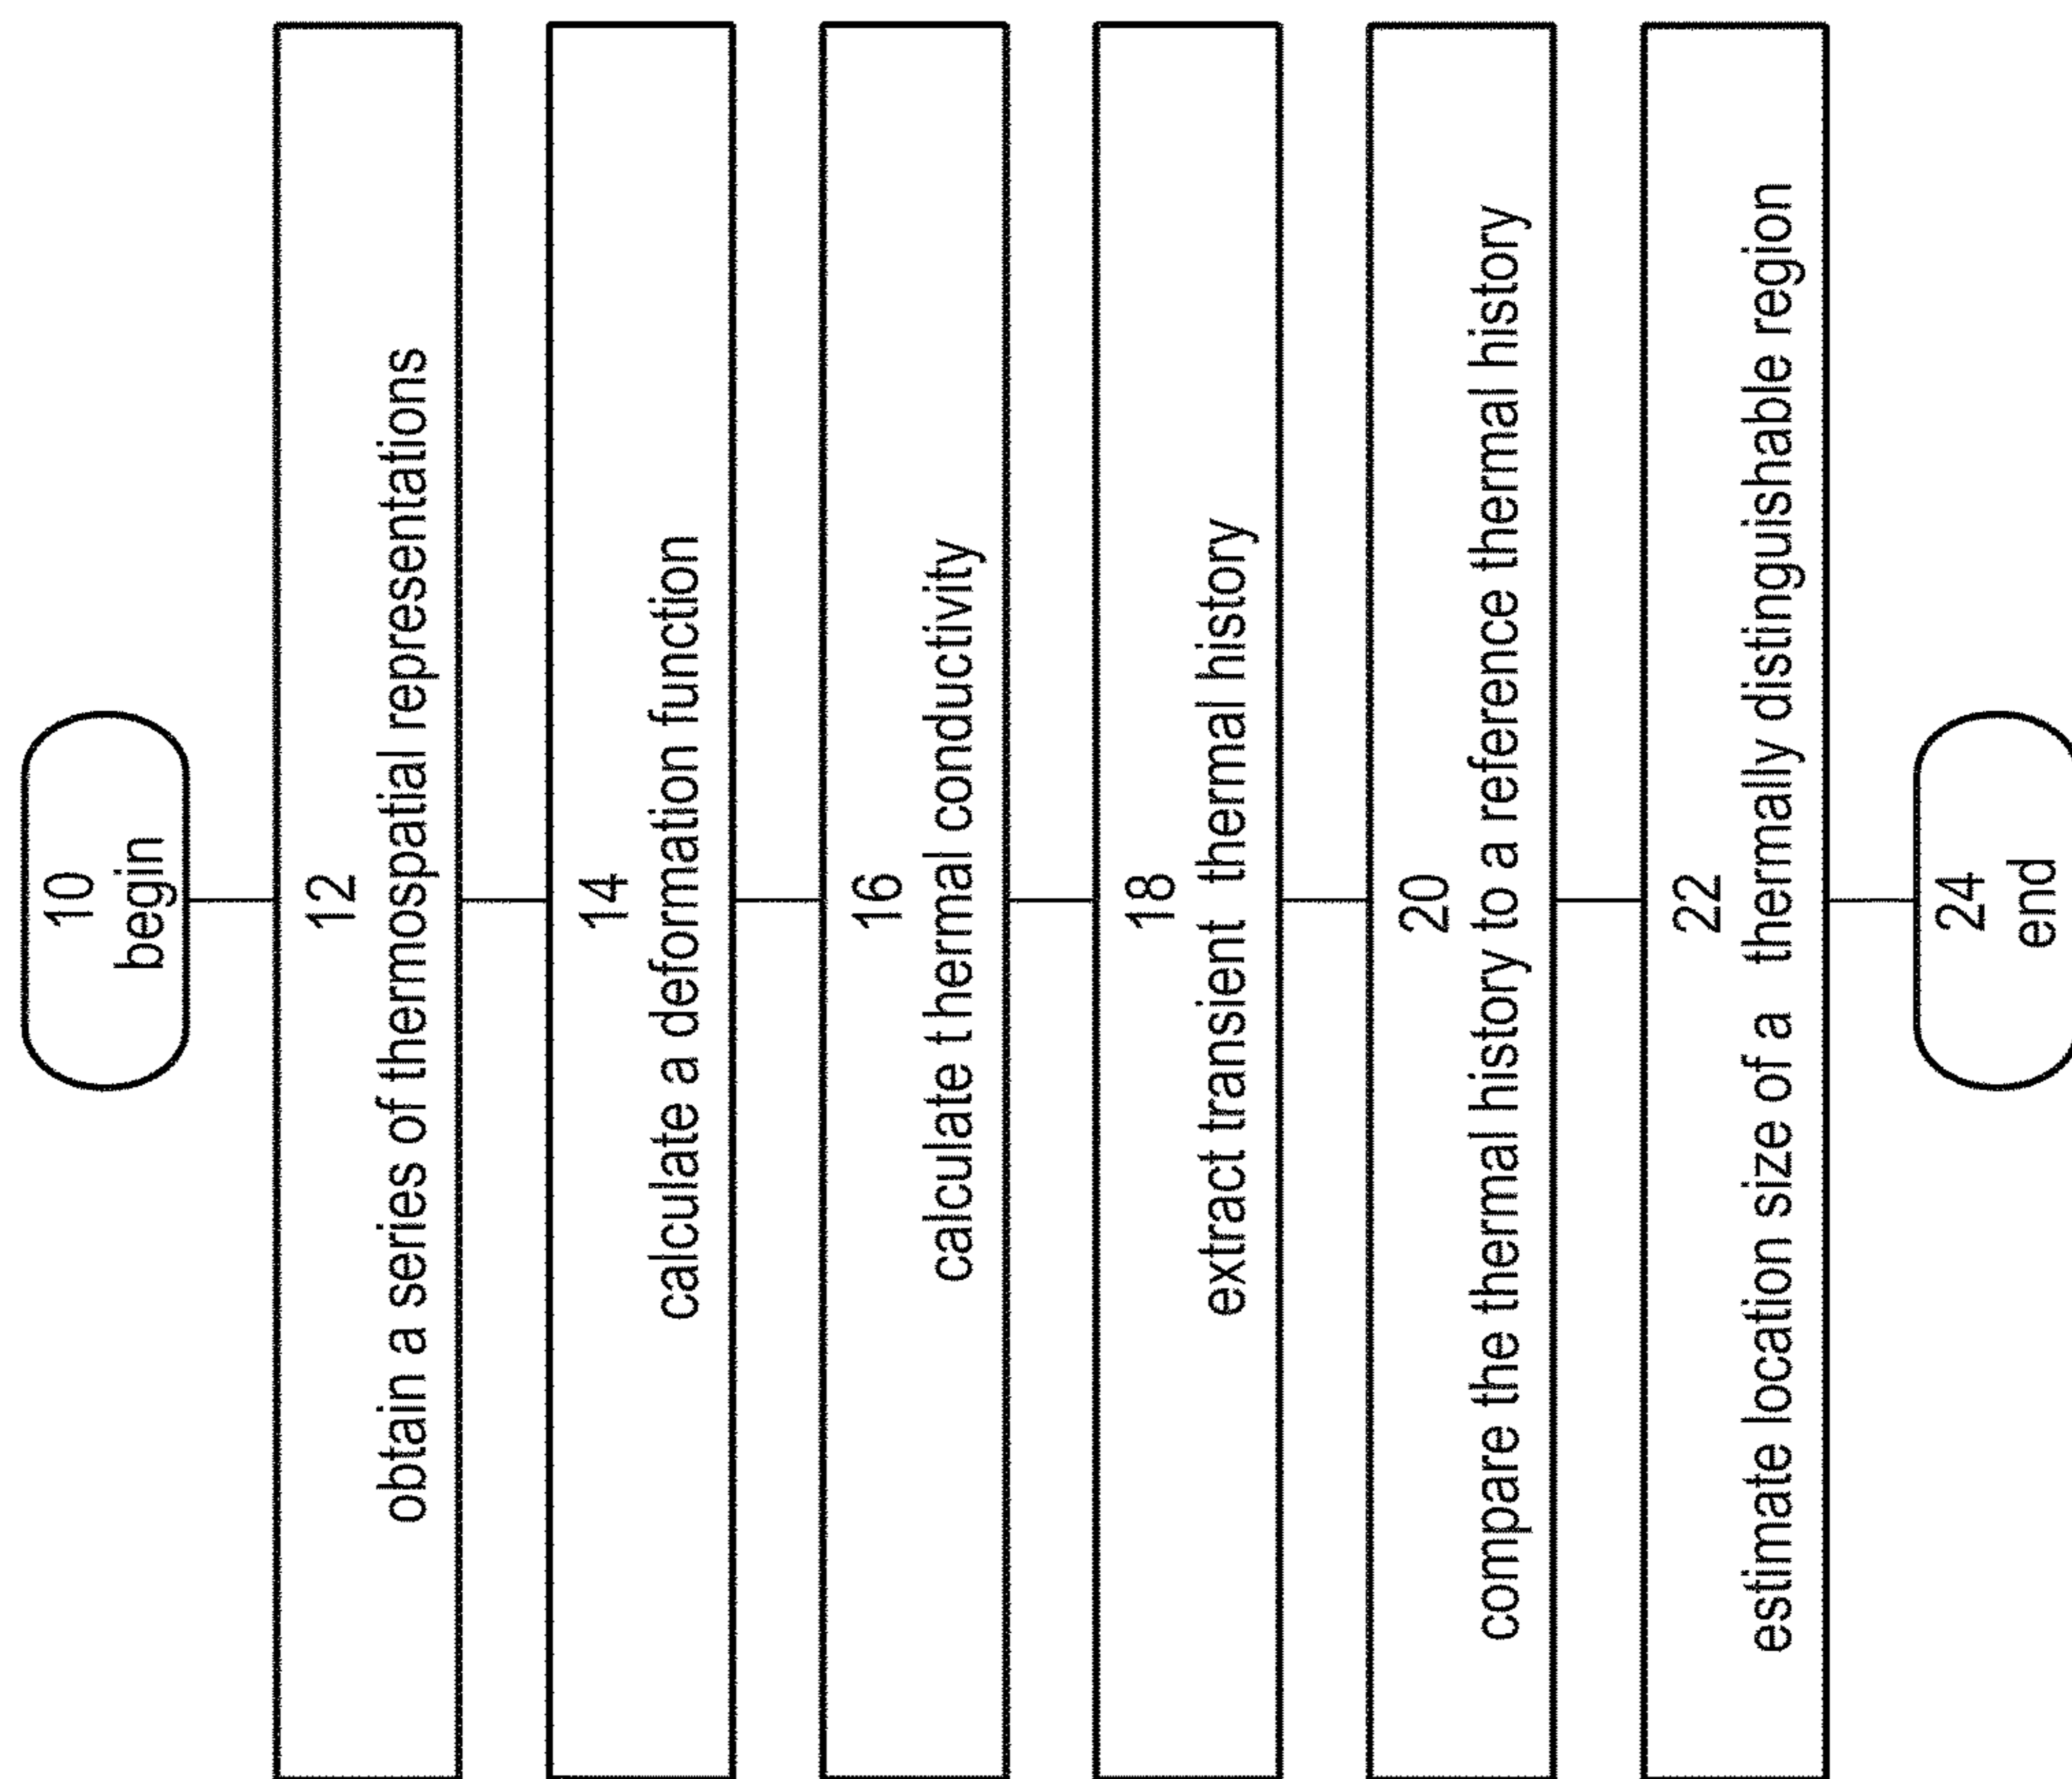 10
begin
12
obtain a series of thermospatial representations
14
calculate a deformation function
16
calculate thermal conductivity
18
extract transient thermal history
20
compare the thermal history to a reference thermal history
22
estimate location size of a thermally distinguishable region
24
end